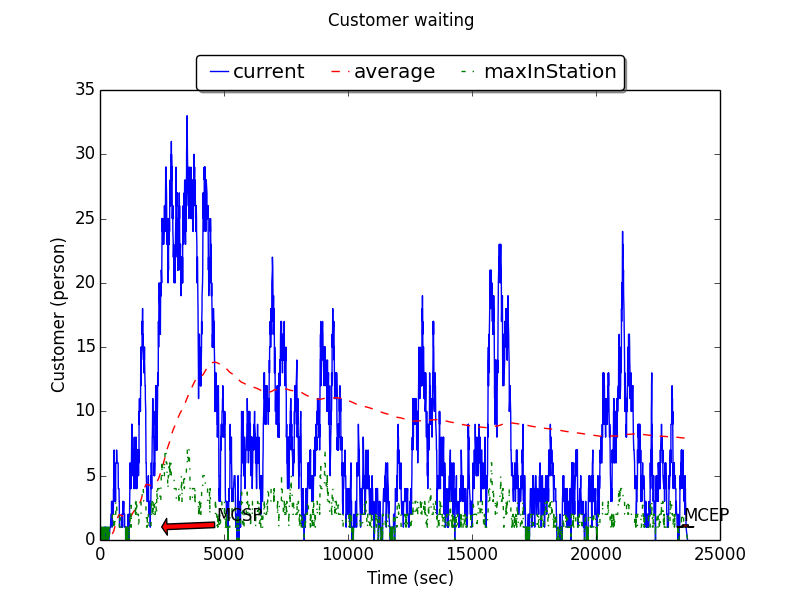 Customer waiting
current average maxInStation
35
30
25
20
15
10
5
0
Customer (person)
MCSP
MCEP
0 5000 10000 15000 20000 25000
Time (sec)